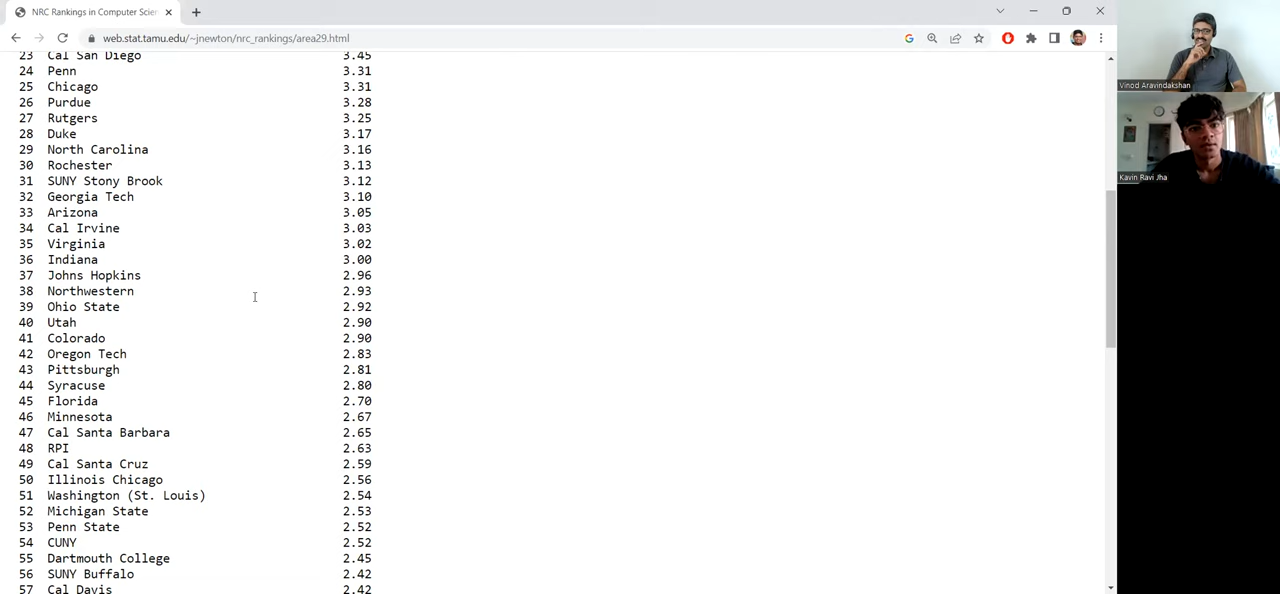 NRC Rankings in Computer Scien
web.stat.tamu.edu/~jnewton/nrc_rankings/area29.html
23 Cal San Diego 3.45
24 Penn 3.31
25 Chicago 3.31
26 Purdue 3.28
27 Rutgers 3.25
28 Duke 3.17
29 North Carolina 3.16
30 Rochester 3.13
31 SUNY Stony Brook 3.12
32 Georgia Tech 3.10
33 Arizona 3.05
34 Cal Irvine 3.03
35 Virginia 3.02
36 Indiana 3.00
37 Johns Hopkins 2.96
38 Northwestern 2.93
39 Ohio State 2.92
40 Utah 2.90
41 Colorado 2.90
42 Oregon Tech 2.83
43 Pittsburgh 2.81
44 Syracuse 2.80
45 Florida 2.70
46 Minnesota 2.67
47 Cal Santa Barbara 2.65
48 RPI 2.63
49 Cal Santa Cruz 2.59
50 Illinois Chicago 2.56
51 Washington (St. Louis) 2.54
52 Michigan State 2.53
53 Penn State 2.52
54 CUNY 2.52
55 Dartmouth College 2.45
56 SUNY Buffalo 2.42
57 Cal Davis 2.42
Vinod Aravindakshan
Kavin Ravi Jha